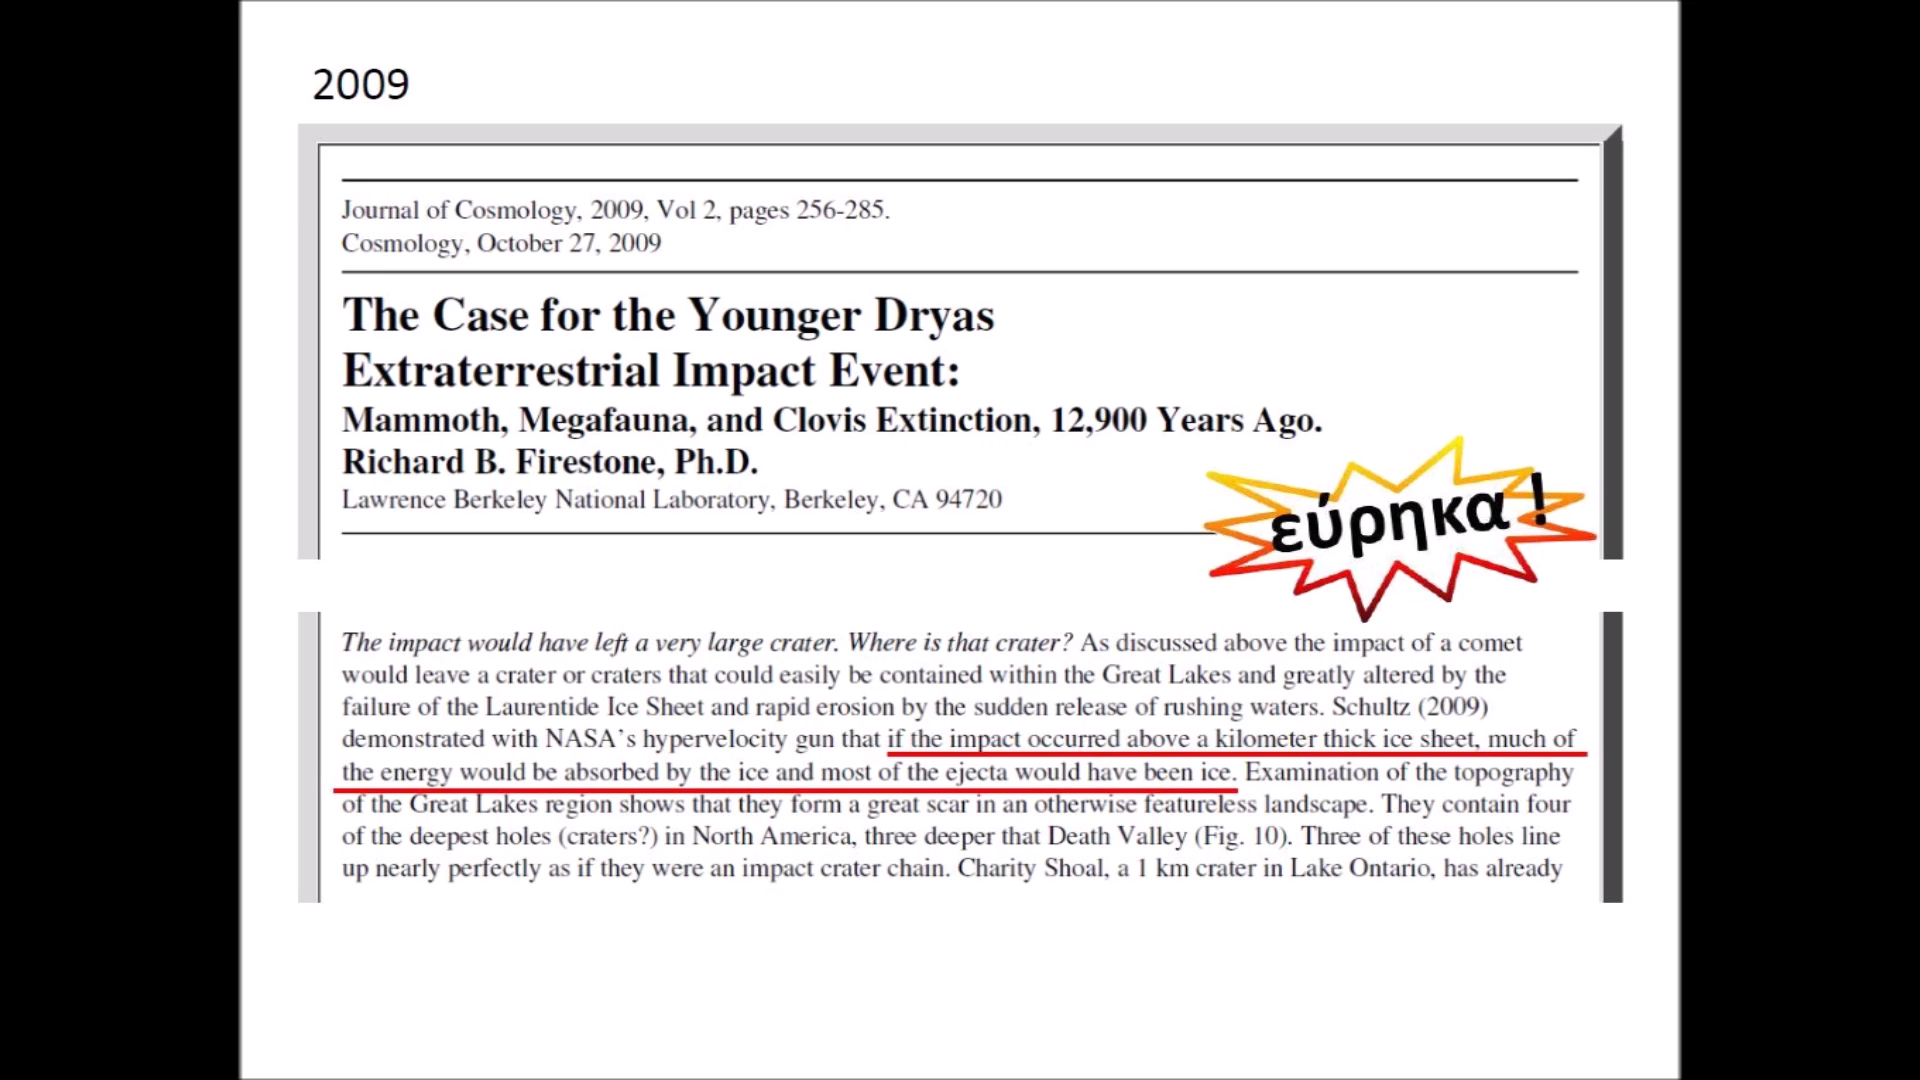 2009
Journal of Cosmology, 2009, Vol 2, pages 256-285.
Cosmology, October 27, 2009
The Case for the Younger Dryas
Extraterrestrial Impact Event:
Mammoth, Megafauna, and Clovis Extinction, 12,900 Years Ago.
Richard B. Firestone, Ph.D.
Lawrence Berkeley National Laboratory, Berkeley, CA 94720
εύρηκα !
The impact would have left a very large crater. Where is that crater? As discussed above the impact of a comet
would leave a crater or craters that could easily be contained within the Great Lakes and greatly altered by the
failure of the Laurentide Ice Sheet and rapid erosion by the sudden release of rushing waters. Schultz (2009)
demonstrated with NASA's hypervelocity gun that if the impact occurred above a kilometer thick ice sheet, much of
the energy would be absorbed by the ice and most of the ejecta would have been ice. Examination of the topography
of the Great Lakes region shows that they form a great scar in an otherwise featureless landscape. They contain four
of the deepest holes (craters?) in North America, three deeper that Death Valley (Fig. 10). Three of these holes line
up nearly perfectly as if they were an impact crater chain. Charity Shoal, a 1 km crater in Lake Ontario, has already